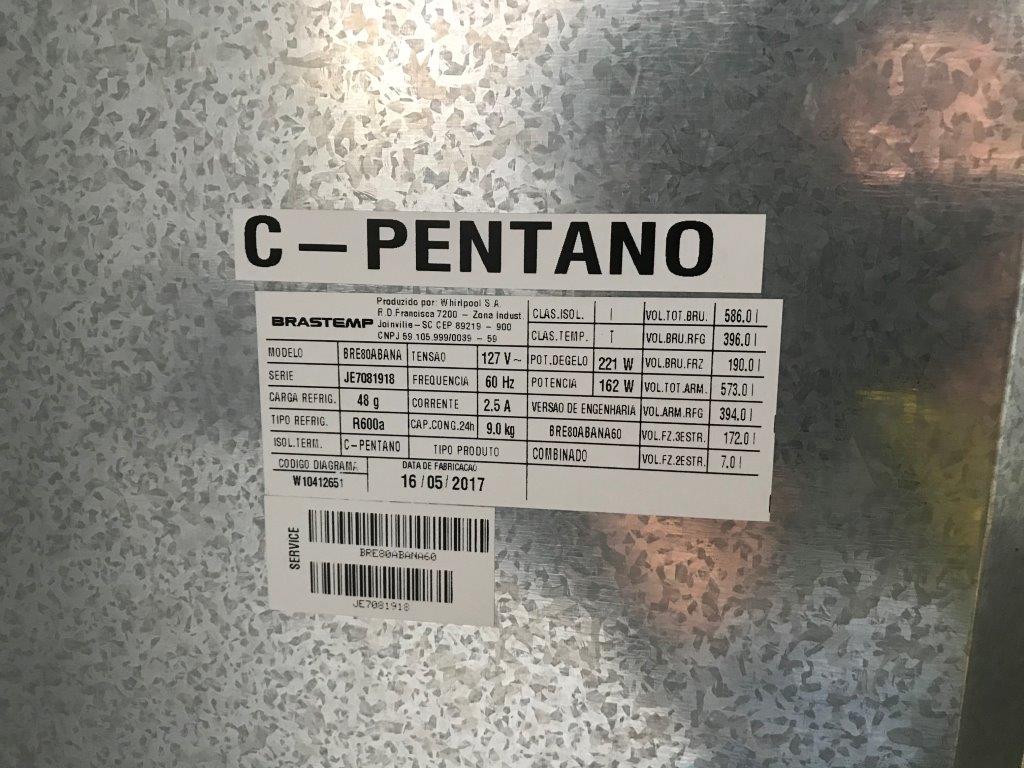 C – PENTANO
BRASTEMP
Produzido por: Whirlpool S.A.
R.D.Francisca 7200 – Zona Indust.
Joinville – SC CEP 89219 – 900
CNPJ 59.105.999/0039 – 59
MODELO BRE80ABANA TENSAO 127 V~
SERIE JE7081918 FREQUENCIA 60 Hz
CARGA REFRIG. 48 g CORRENTE 2.5 A
TIPO REFRIG. R600a CAP.CONG.24h 9.0 kg
ISOL.TERM. C–PENTANO TIPO PRODUTO COMBINADO
CODIGO DIAGRAMA DATA DE FABRICACAO
W10412651 16/05/2017
CLAS.ISOL. I VOL.TOT.BRU. 586.0 l
CLAS.TEMP. T VOL.BRU.RFG 396.0 l
POT.DEGELO 221 W VOL.BRU.FRZ 190.0 l
POTENCIA 162 W VOL.TOT.ARM. 573.0 l
VERSAO DE ENGENHARIA VOL.ARM.RFG 394.0 l
BRE80ABANA60 VOL.FZ.3ESTR. 172.0 l
VOL.FZ.2ESTR. 7.0 l
SERVICE
BRE80ABANA60
JE7081918